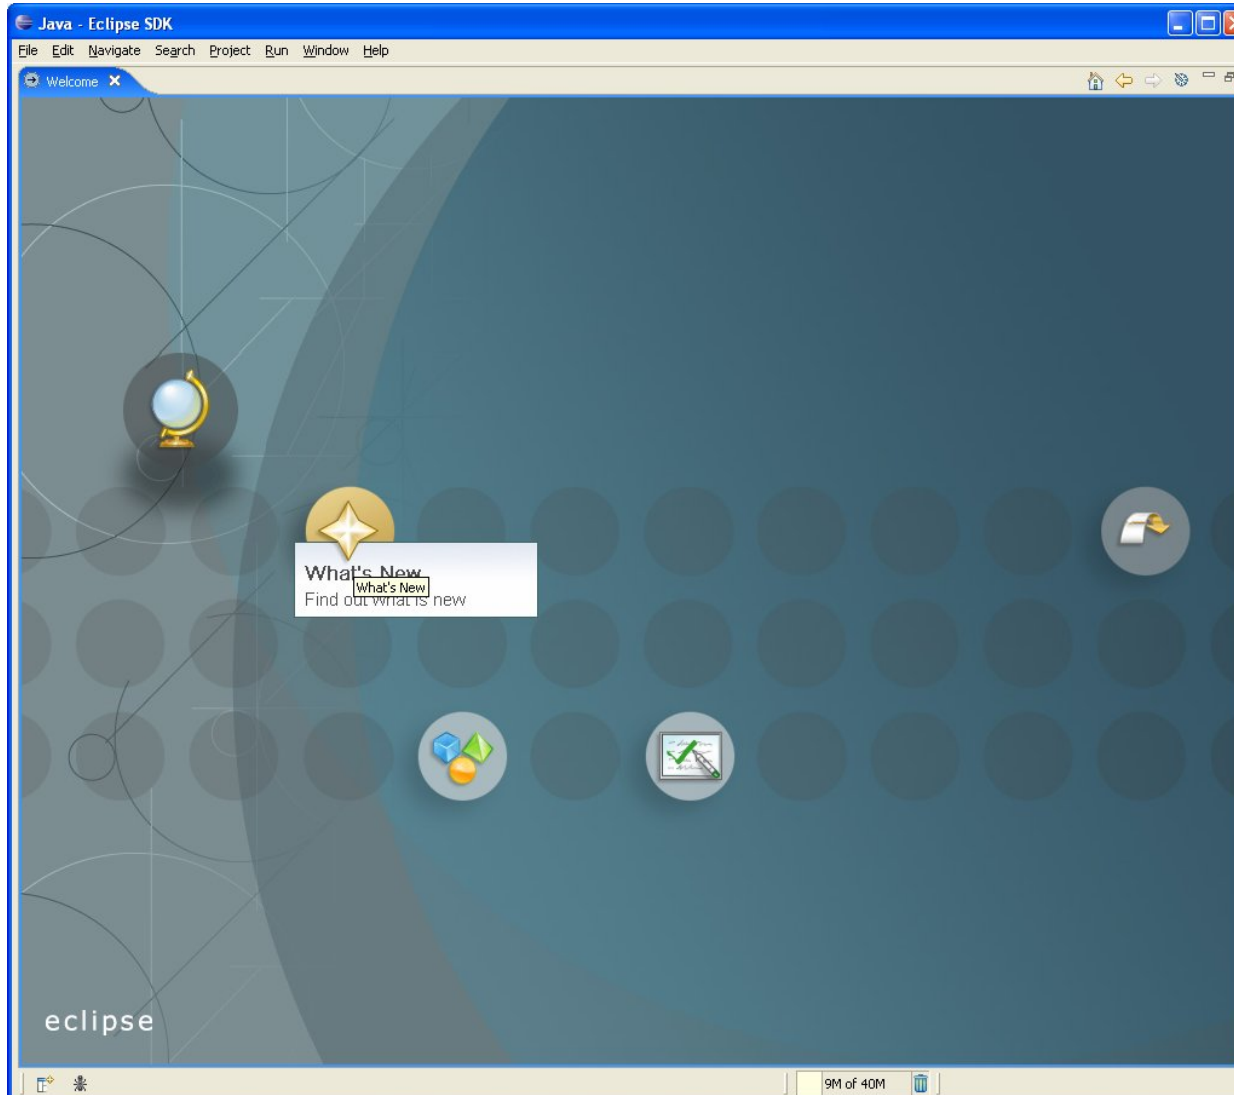 Java - Eclipse SDK
File Edit Navigate Search Project Run Window Help
Welcome
What's New
What's New
Find out what is new
eclipse
9M of 40M